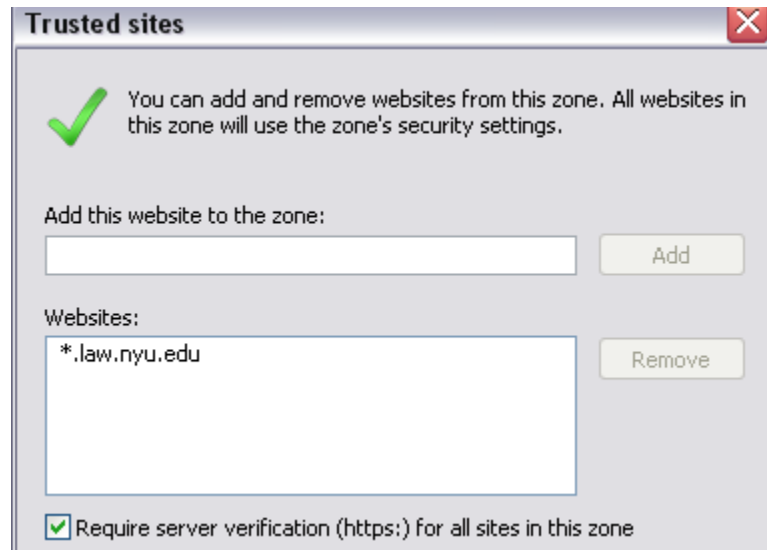 Trusted sites
You can add and remove websites from this zone. All websites in
this zone will use the zone's security settings.
Add this website to the zone:
Add
Websites:
*.law.nyu.edu
Remove
Require server verification (https:) for all sites in this zone